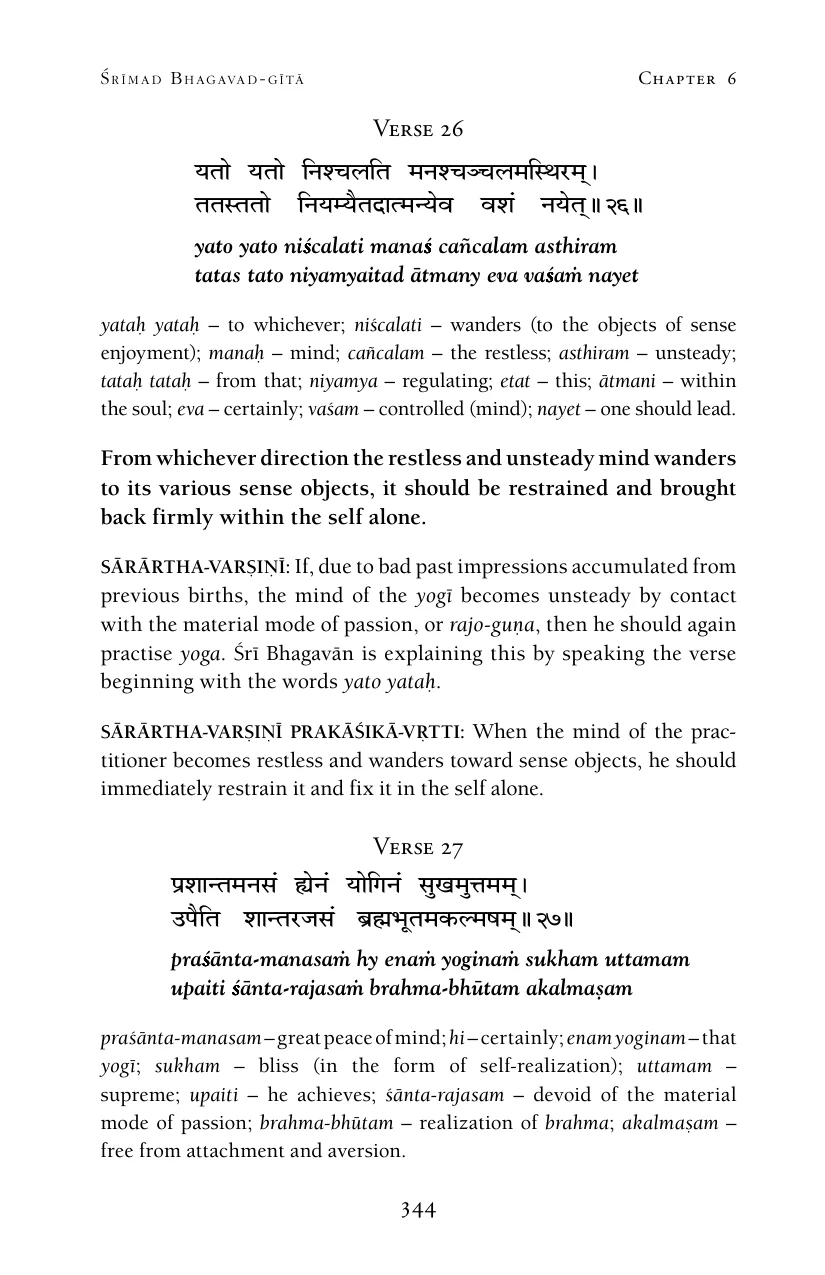 Śrīmad Bhagavad-gītā Chapter 6
Verse 26
यतो यतो निश्चलति मनश्चञ्चलमस्थिरम्।
ततस्ततो नियम्यैतदात्मन्येव वशं नयेत्॥२६॥
yato yato niścalati manaś cañcalam asthiram
tatas tato niyamyaitad ātmany eva vaśaṁ nayet
yataḥ yataḥ – to whichever; niścalati – wanders (to the objects of sense
enjoyment); manaḥ – mind; cañcalam – the restless; asthiram – unsteady;
tataḥ tataḥ – from that; niyamya – regulating; etat – this; ātmani – within
the soul; eva – certainly; vaśam – controlled (mind); nayet – one should lead.
From whichever direction the restless and unsteady mind wanders
to its various sense objects, it should be restrained and brought
back firmly within the self alone.
SĀRĀRTHA-VARṢIṆĪ: If, due to bad past impressions accumulated from
previous births, the mind of the yogī becomes unsteady by contact
with the material mode of passion, or rajo-guṇa, then he should again
practise yoga. Śrī Bhagavān is explaining this by speaking the verse
beginning with the words yato yataḥ.
SĀRĀRTHA-VARṢIṆĪ PRAKĀŚIKĀ-VṚTTI: When the mind of the prac-
titioner becomes restless and wanders toward sense objects, he should
immediately restrain it and fix it in the self alone.
Verse 27
प्रशान्तमनसं ह्येनं योगिनं सुखमुत्तमम्।
उपैति शान्तरजसं ब्रह्मभूतमकल्मषम्॥२७॥
praśānta-manasaṁ hy enaṁ yoginaṁ sukham uttamam
upaiti śānta-rajasaṁ brahma-bhūtam akalmaṣam
praśānta-manasam – great peace of mind; hi – certainly; enam yoginam – that
yogī; sukham – bliss (in the form of self-realization); uttamam –
supreme; upaiti – he achieves; śānta-rajasam – devoid of the material
mode of passion; brahma-bhūtam – realization of brahma; akalmaṣam –
free from attachment and aversion.
344